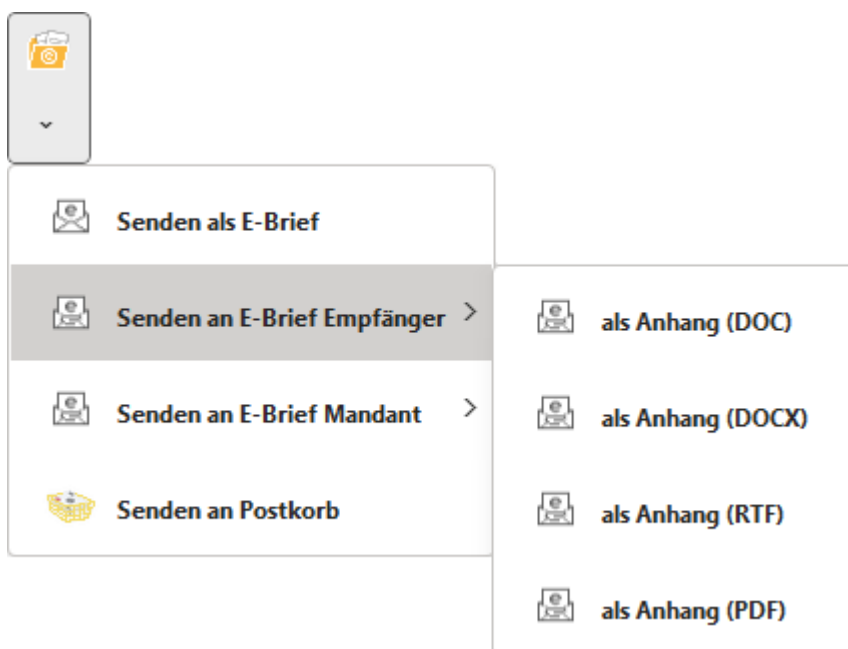 Senden als E-Brief
Senden an E-Brief Empfänger
Senden an E-Brief Mandant
Senden an Postkorb
als Anhang (DOC)
als Anhang (DOCX)
als Anhang (RTF)
als Anhang (PDF)